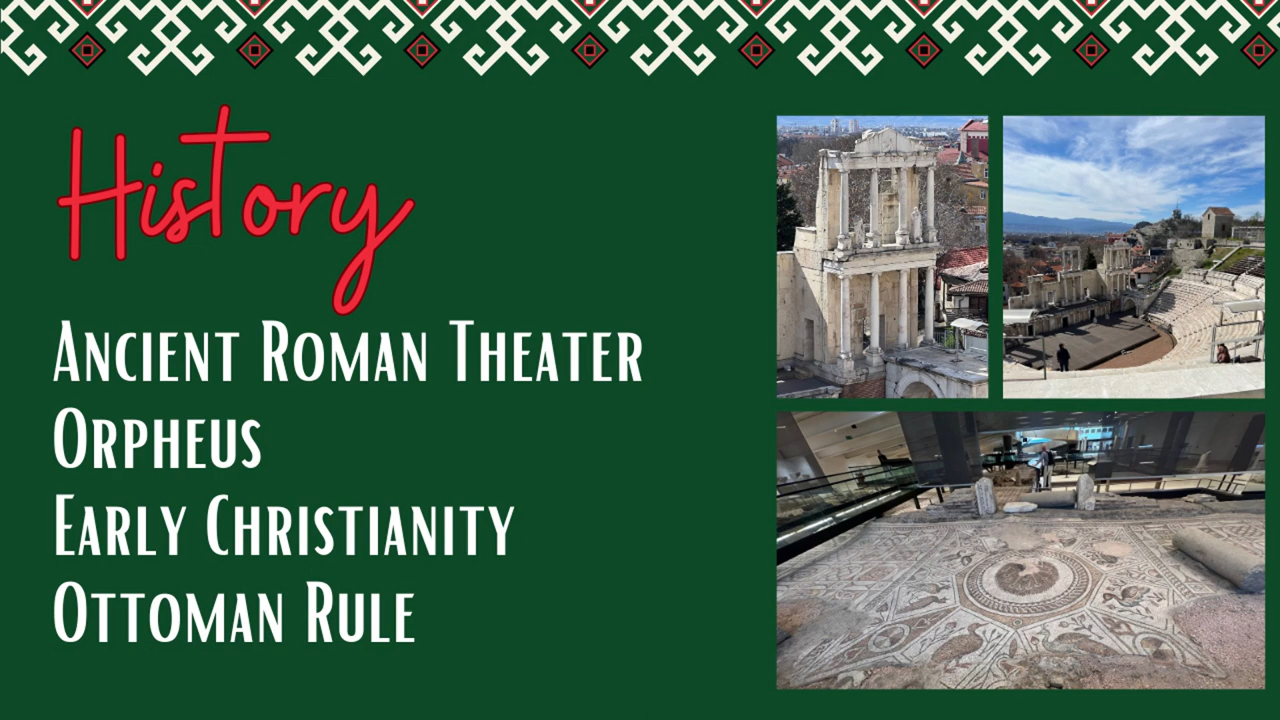 History
Ancient Roman Theater
Orpheus
Early Christianity
Ottoman Rule